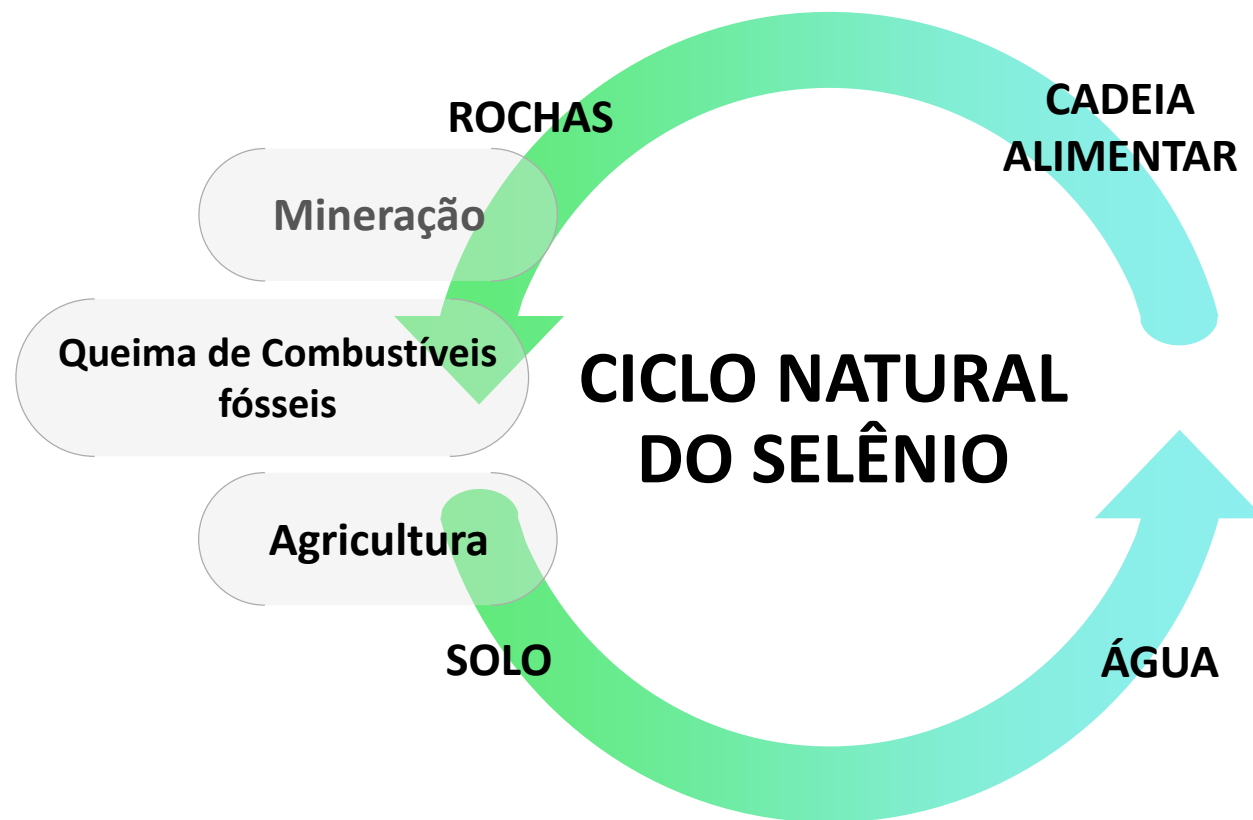 ROCHAS
CADEIA
ALIMENTAR
Mineração
Queima de Combustíveis
fósseis
CICLO NATURAL
DO SELÊNIO
Agricultura
SOLO
ÁGUA